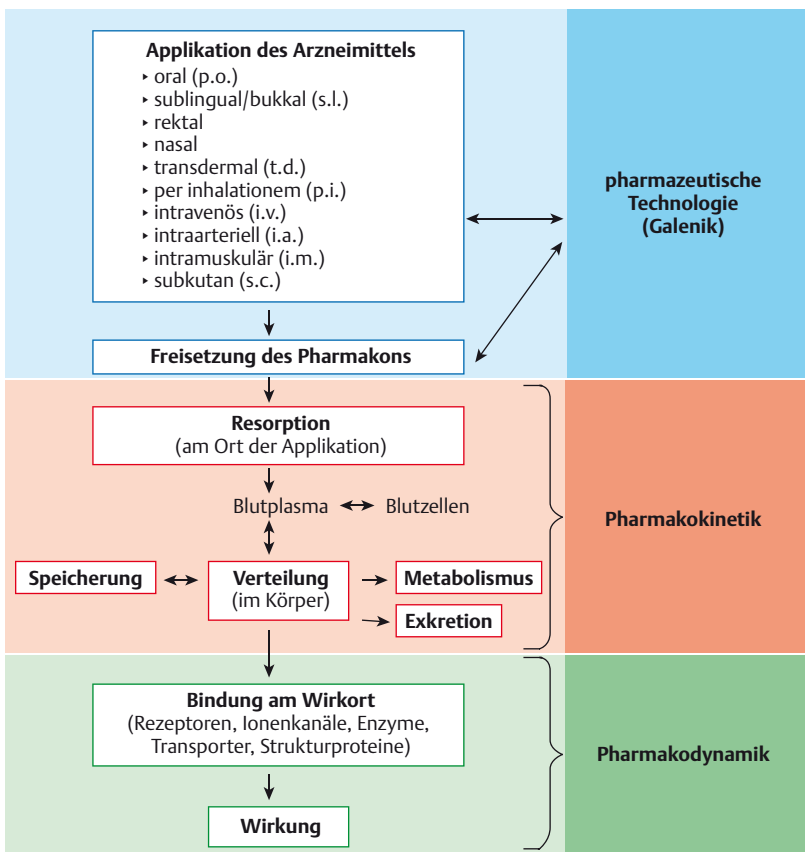 Applikation des Arzneimittels
‣ oral (p.o.)
‣ sublingual/bukkal (s.l.)
‣ rektal
‣ nasal
‣ transdermal (t.d.)
‣ per inhalationem (p.i.)
‣ intravenös (i.v.)
‣ intraarteriell (i.a.)
‣ intramuskulär (i.m.)
‣ subkutan (s.c.)
pharmazeutische
Technologie
(Galenik)
Freisetzung des Pharmakons
Resorption
(am Ort der Applikation)
Blutplasma
Blutzellen
Speicherung
Verteilung
(im Körper)
Metabolismus
Exkretion
Pharmakokinetik
Bindung am Wirkort
(Rezeptoren, Ionenkanäle, Enzyme,
Transporter, Strukturproteine)
Wirkung
Pharmakodynamik